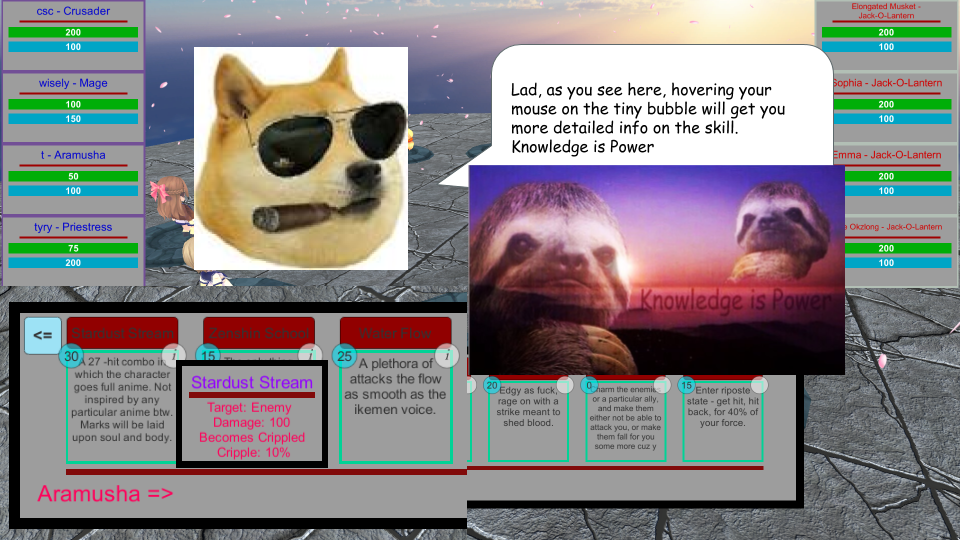 csc - Crusader
200
100
wisely - Mage
100
150
t - Aramusha
50
100
tyry - Priestress
75
200
Elongated Musket -
Jack-O-Lantern
200
100
Sophia - Jack-O-Lantern
200
100
Emma - Jack-O-Lantern
200
100
Okziong - Jack-O-Lantern
200
100
Lad, as you see here, hovering your
mouse on the tiny bubble will get you
more detailed info on the skill.
Knowledge is Power
Knowledge is Power
<=
Stardust Stream
30
i
A 27 -hit combo in
which the character
goes full anime. Not
inspired by any
particular anime btw.
Marks will be laid
upon soul and body.
15
i
Stardust Stream
Target: Enemy
Damage: 100
Becomes Crippled
Cripple: 10%
25
i
A plethora of
attacks the flow
as smooth as the
ikemen voice.
20
Edgy as fuck,
rage on with a
strike meant to
shed blood.
0
harm the enemies
or a particular ally,
and make them
either not be able to
attack you, or make
them fall for you
some more cuz y
15
Enter riposte
state - get hit, hit
back, for 40% of
your force.
Aramusha =>